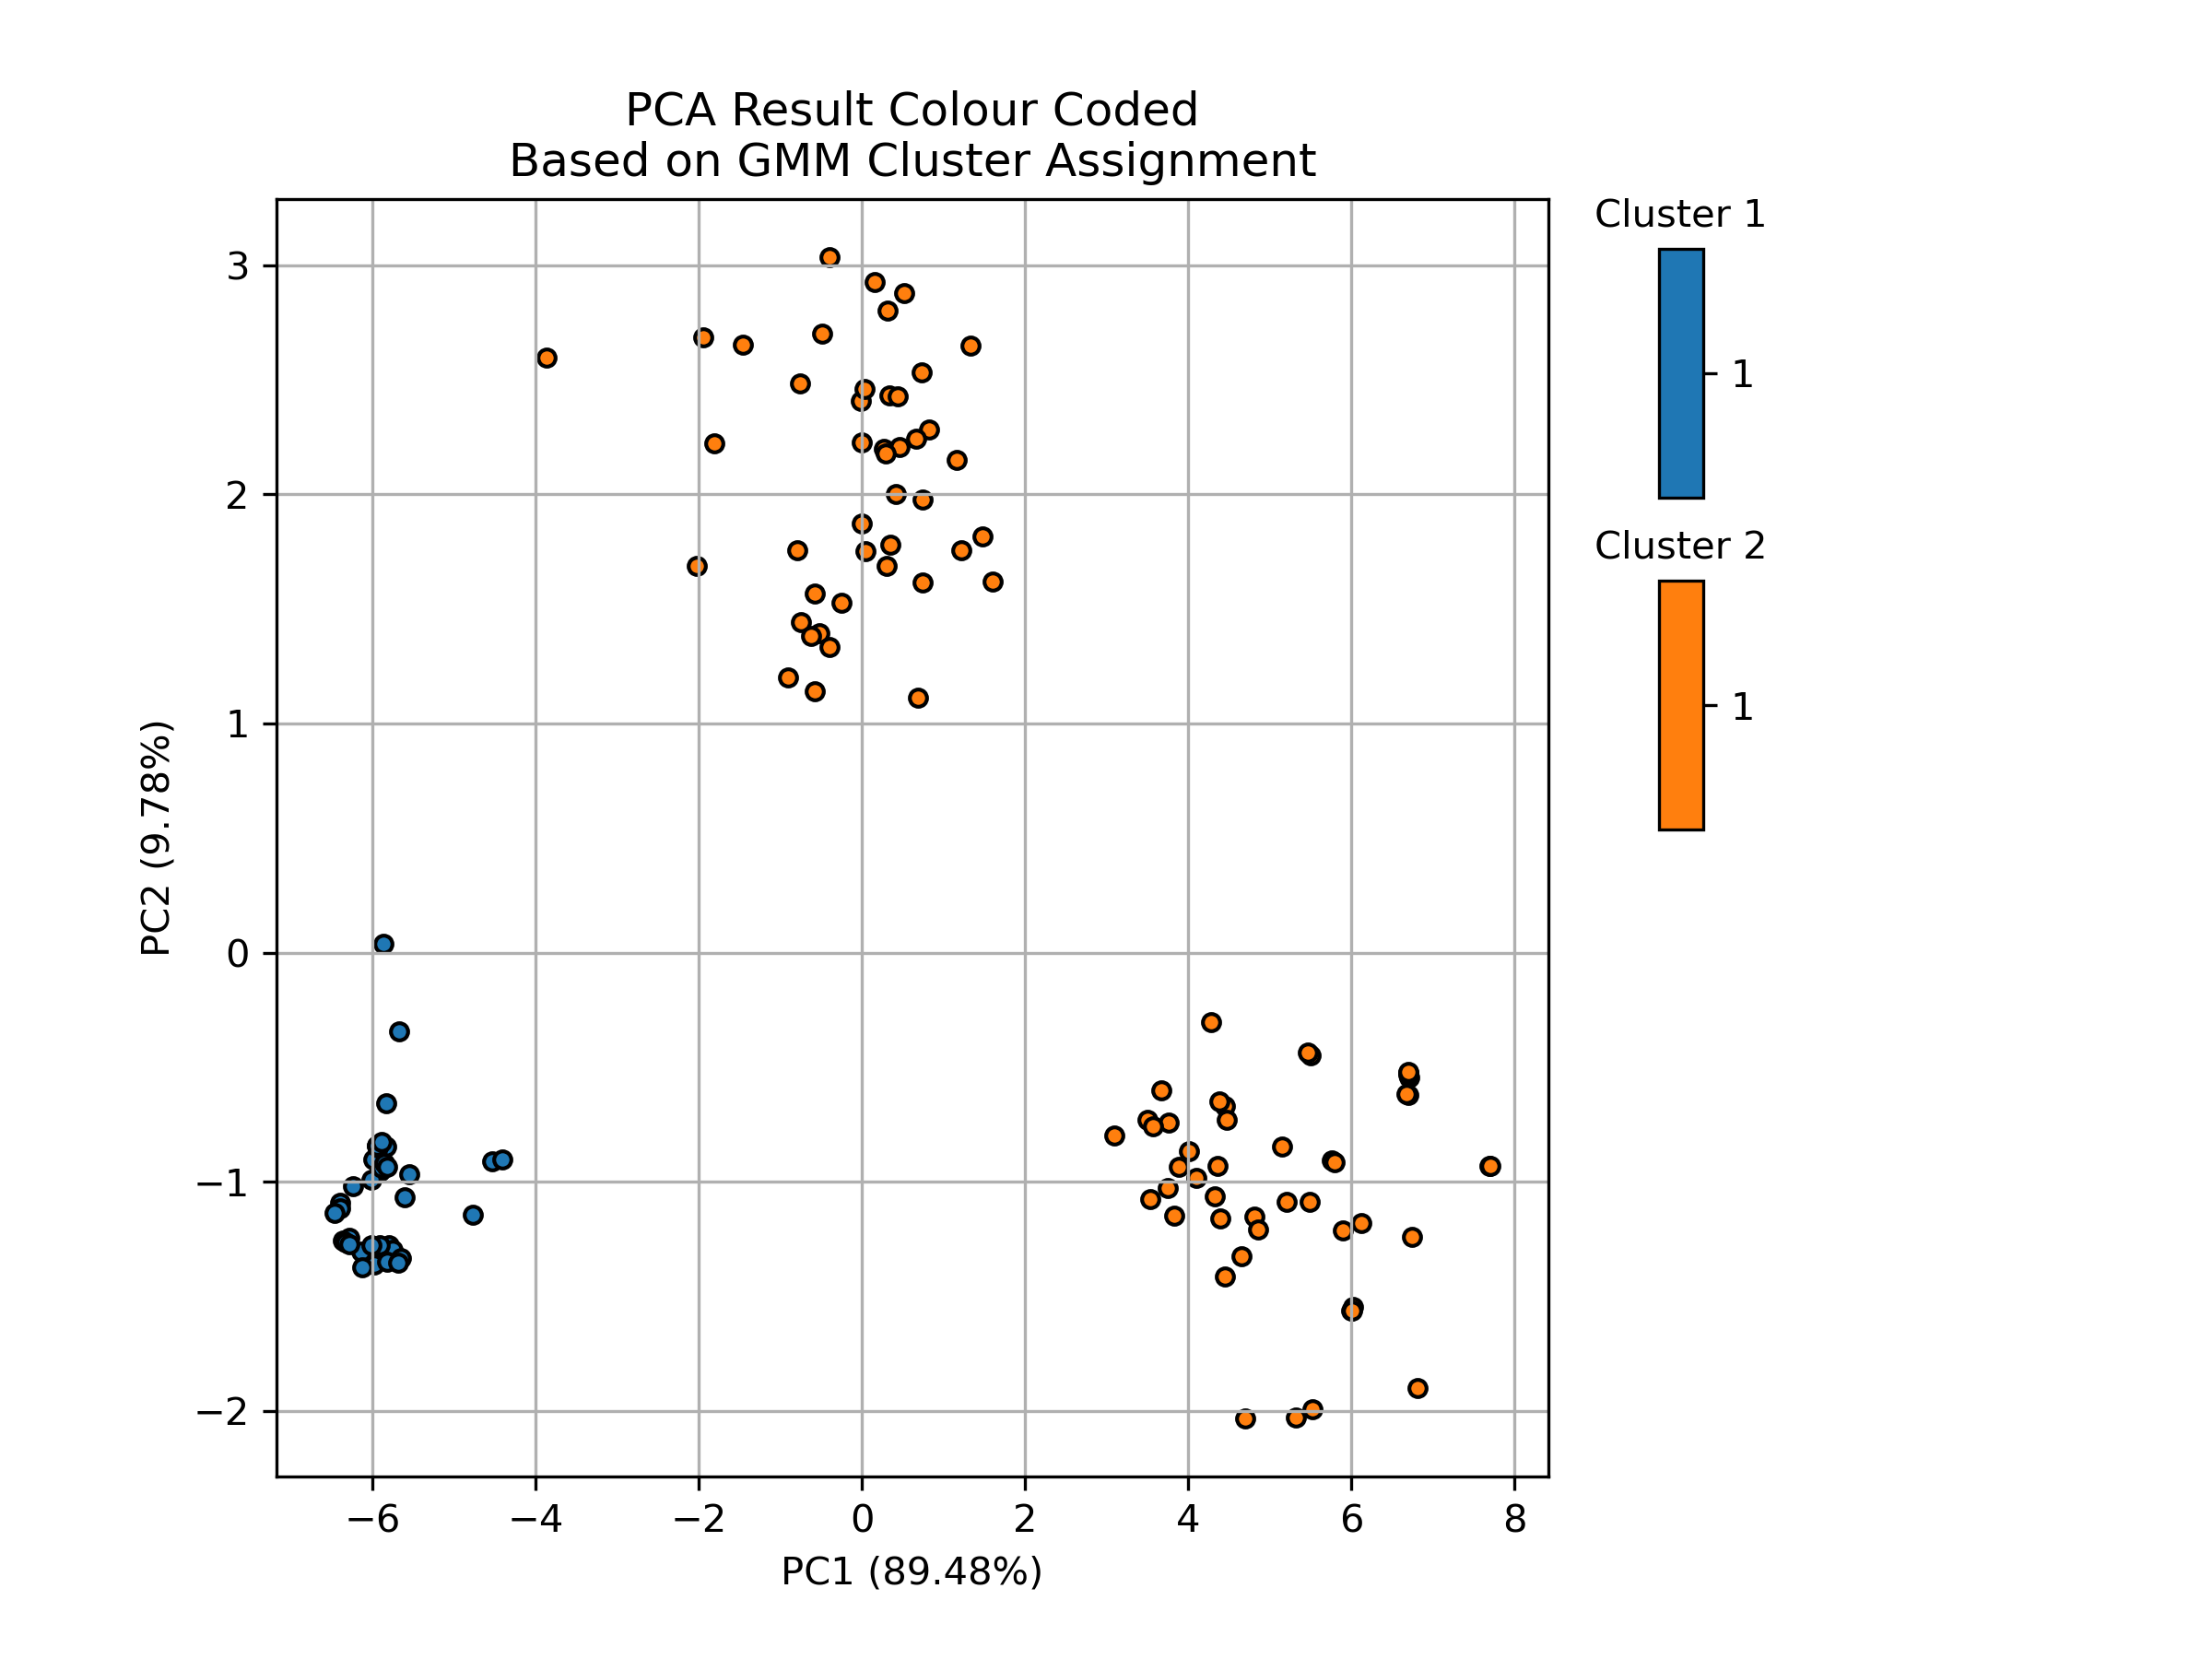 PCA Result Colour Coded
Based on GMM Cluster Assignment
Cluster 1
1
Cluster 2
1
PC2 (9.78%)
3
2
1
0
−1
−2
−6 −4 −2 0 2 4 6 8
PC1 (89.48%)